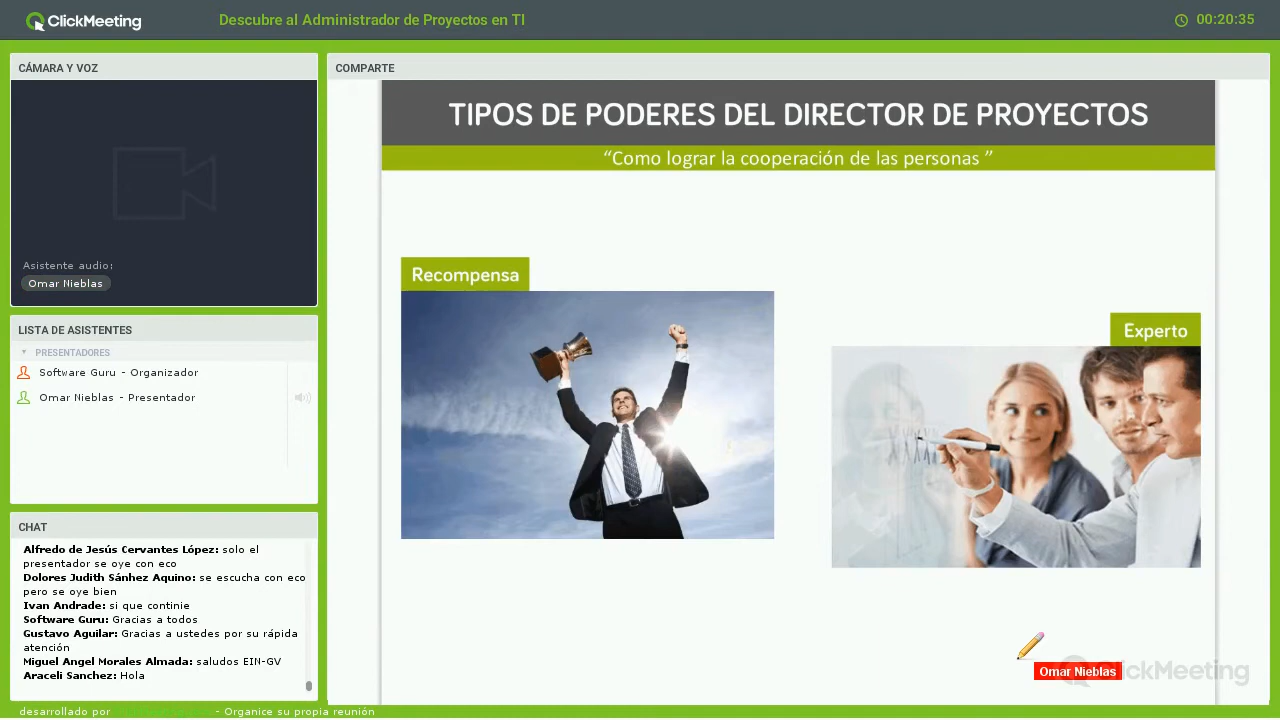 ClickMeeting
Descubre al Administrador de Proyectos en TI
00:20:35
CÁMARA Y VOZ
Asistente audio:
Omar Nieblas
LISTA DE ASISTENTES
PRESENTADORES
Software Guru - Organizador
Omar Nieblas - Presentador
CHAT
Alfredo de Jesús Cervantes López: solo el
presentador se oye con eco
Dolores Judith Sánhez Aquino: se escucha con eco
pero se oye bien
Ivan Andrade: si que continie
Software Guru: Gracias a todos
Gustavo Aguilar: Gracias a ustedes por su rápida
atención
Miguel Angel Morales Almada: saludos EIN-GV
Araceli Sanchez: Hola
COMPARTE
TIPOS DE PODERES DEL DIRECTOR DE PROYECTOS
“Como lograr la cooperación de las personas ”
Recompensa
Experto
Omar Nieblas
ClickMeeting
desarrollado por
- Organice su propia reunión